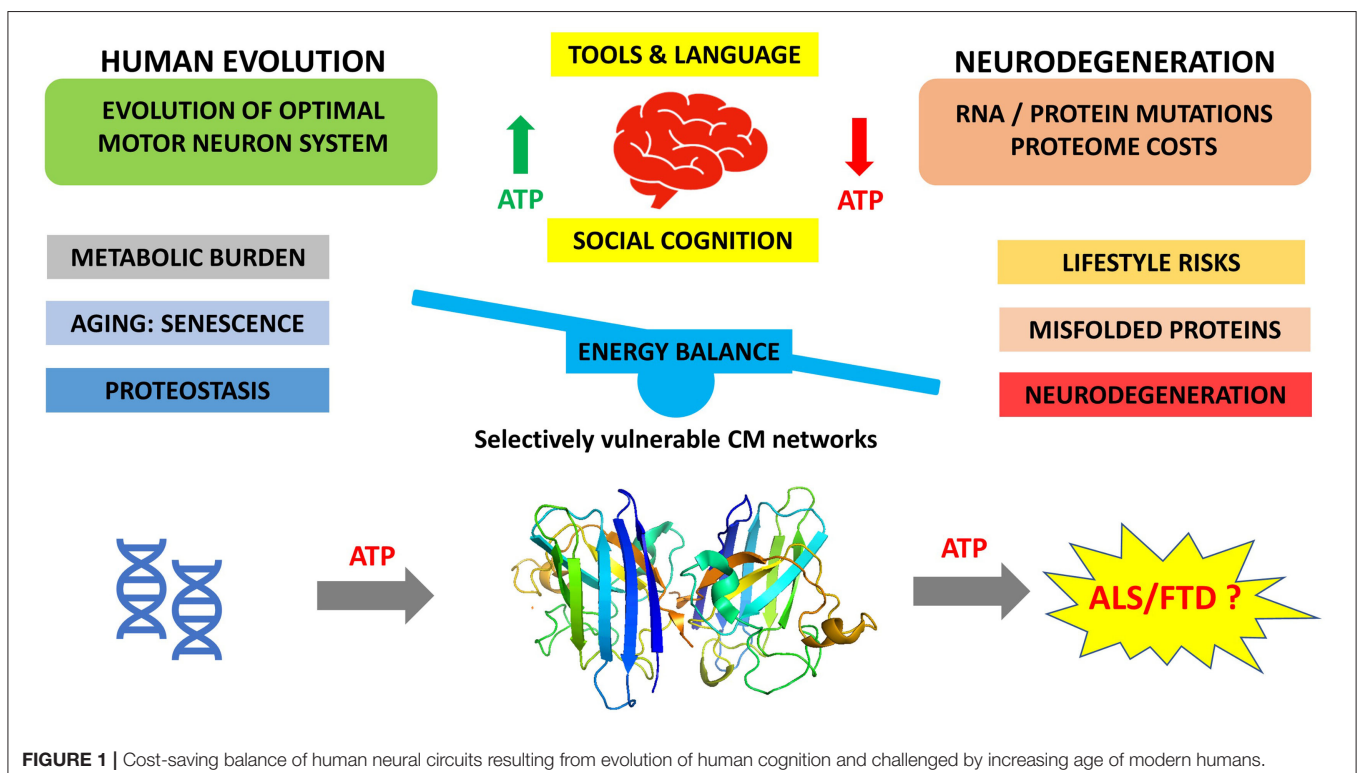 HUMAN EVOLUTION
EVOLUTION OF OPTIMAL
MOTOR NEURON SYSTEM
TOOLS & LANGUAGE
ATP
ATP
SOCIAL COGNITION
NEURODEGENERATION
RNA / PROTEIN MUTATIONS
PROTEOME COSTS
METABOLIC BURDEN
AGING: SENESCENCE
PROTEOSTASIS
ENERGY BALANCE
LIFESTYLE RISKS
MISFOLDED PROTEINS
NEURODEGENERATION
Selectively vulnerable CM networks
ATP
ATP
ALS/FTD ?
FIGURE 1 | Cost-saving balance of human neural circuits resulting from evolution of human cognition and challenged by increasing age of modern humans.